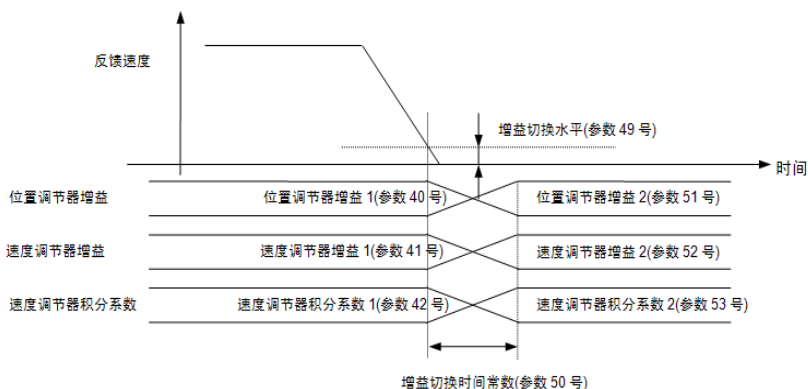 反馈速度
增益切换水平(参数 49 号)
时间
位置调节器增益
位置调节器增益 1(参数 40 号)
位置调节器增益 2(参数 51 号)
速度调节器增益
速度调节器增益 1(参数 41 号)
速度调节器增益 2(参数 52 号)
速度调节器积分系数
速度调节器积分系数 1(参数 42 号)
速度调节器积分系数 2(参数 53 号)
增益切换时间常数(参数 50 号)